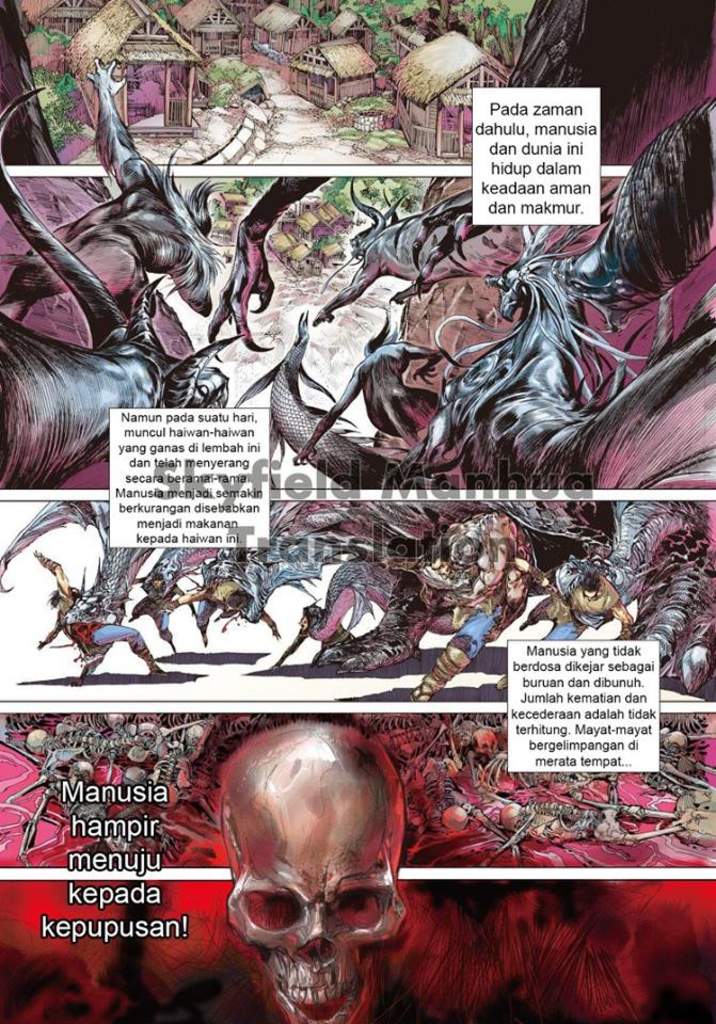 Pada zaman
dahulu, manusia
dan dunia ini
hidup dalam
keadaan aman
dan makmur.
Namun pada suatu hari,
muncul haiwan-haiwan
yang ganas di lembah ini
dan telah menyerang
secara beramai-ramai.
Manusia menjadi semakin
berkurangan disebabkan
menjadi makanan
kepada haiwan ini.
Skyfield Manhua
Translation
Manusia yang tidak
berdosa dikejar sebagai
buruan dan dibunuh.
Jumlah kematian dan
kecederaan adalah tidak
terhitung. Mayat-mayat
bergelimpangan di
merata tempat...
Manusia
hampir
menuju
kepada
kepupusan!